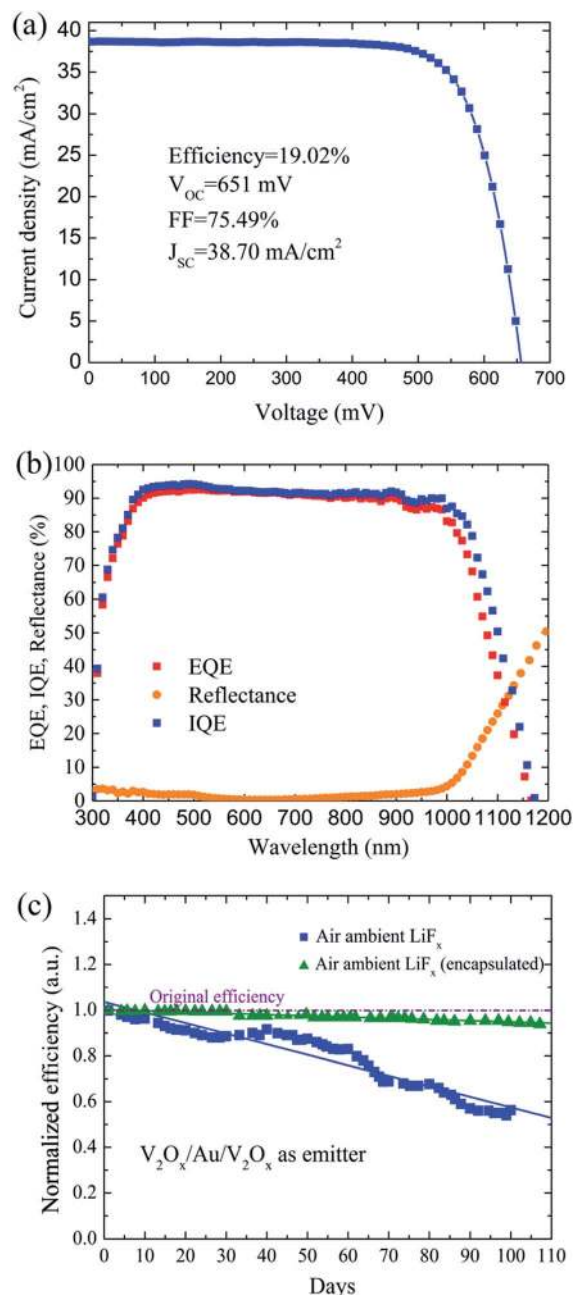 (a)
40
35
30
25
20
15
10
5
0
Current density (mA/cm²)
Efficiency=19.02%
V_OC=651 mV
FF=75.49%
J_SC=38.70 mA/cm²
0 100 200 300 400 500 600 700
Voltage (mV)
(b)
100
90
80
70
60
50
40
30
20
10
0
EQE, IQE, Reflectance (%)
EQE
Reflectance
IQE
300 400 500 600 700 800 900 1000 1100 1200
Wavelength (nm)
(c)
1.4
1.2
1.0
0.8
0.6
0.4
0.2
0.0
Normalized efficiency (a.u.)
Air ambient LiFₓ
Air ambient LiFₓ (encapsulated)
Original efficiency
V₂Oₓ/Au/V₂Oₓ as emitter
0 10 20 30 40 50 60 70 80 90 100 110
Days